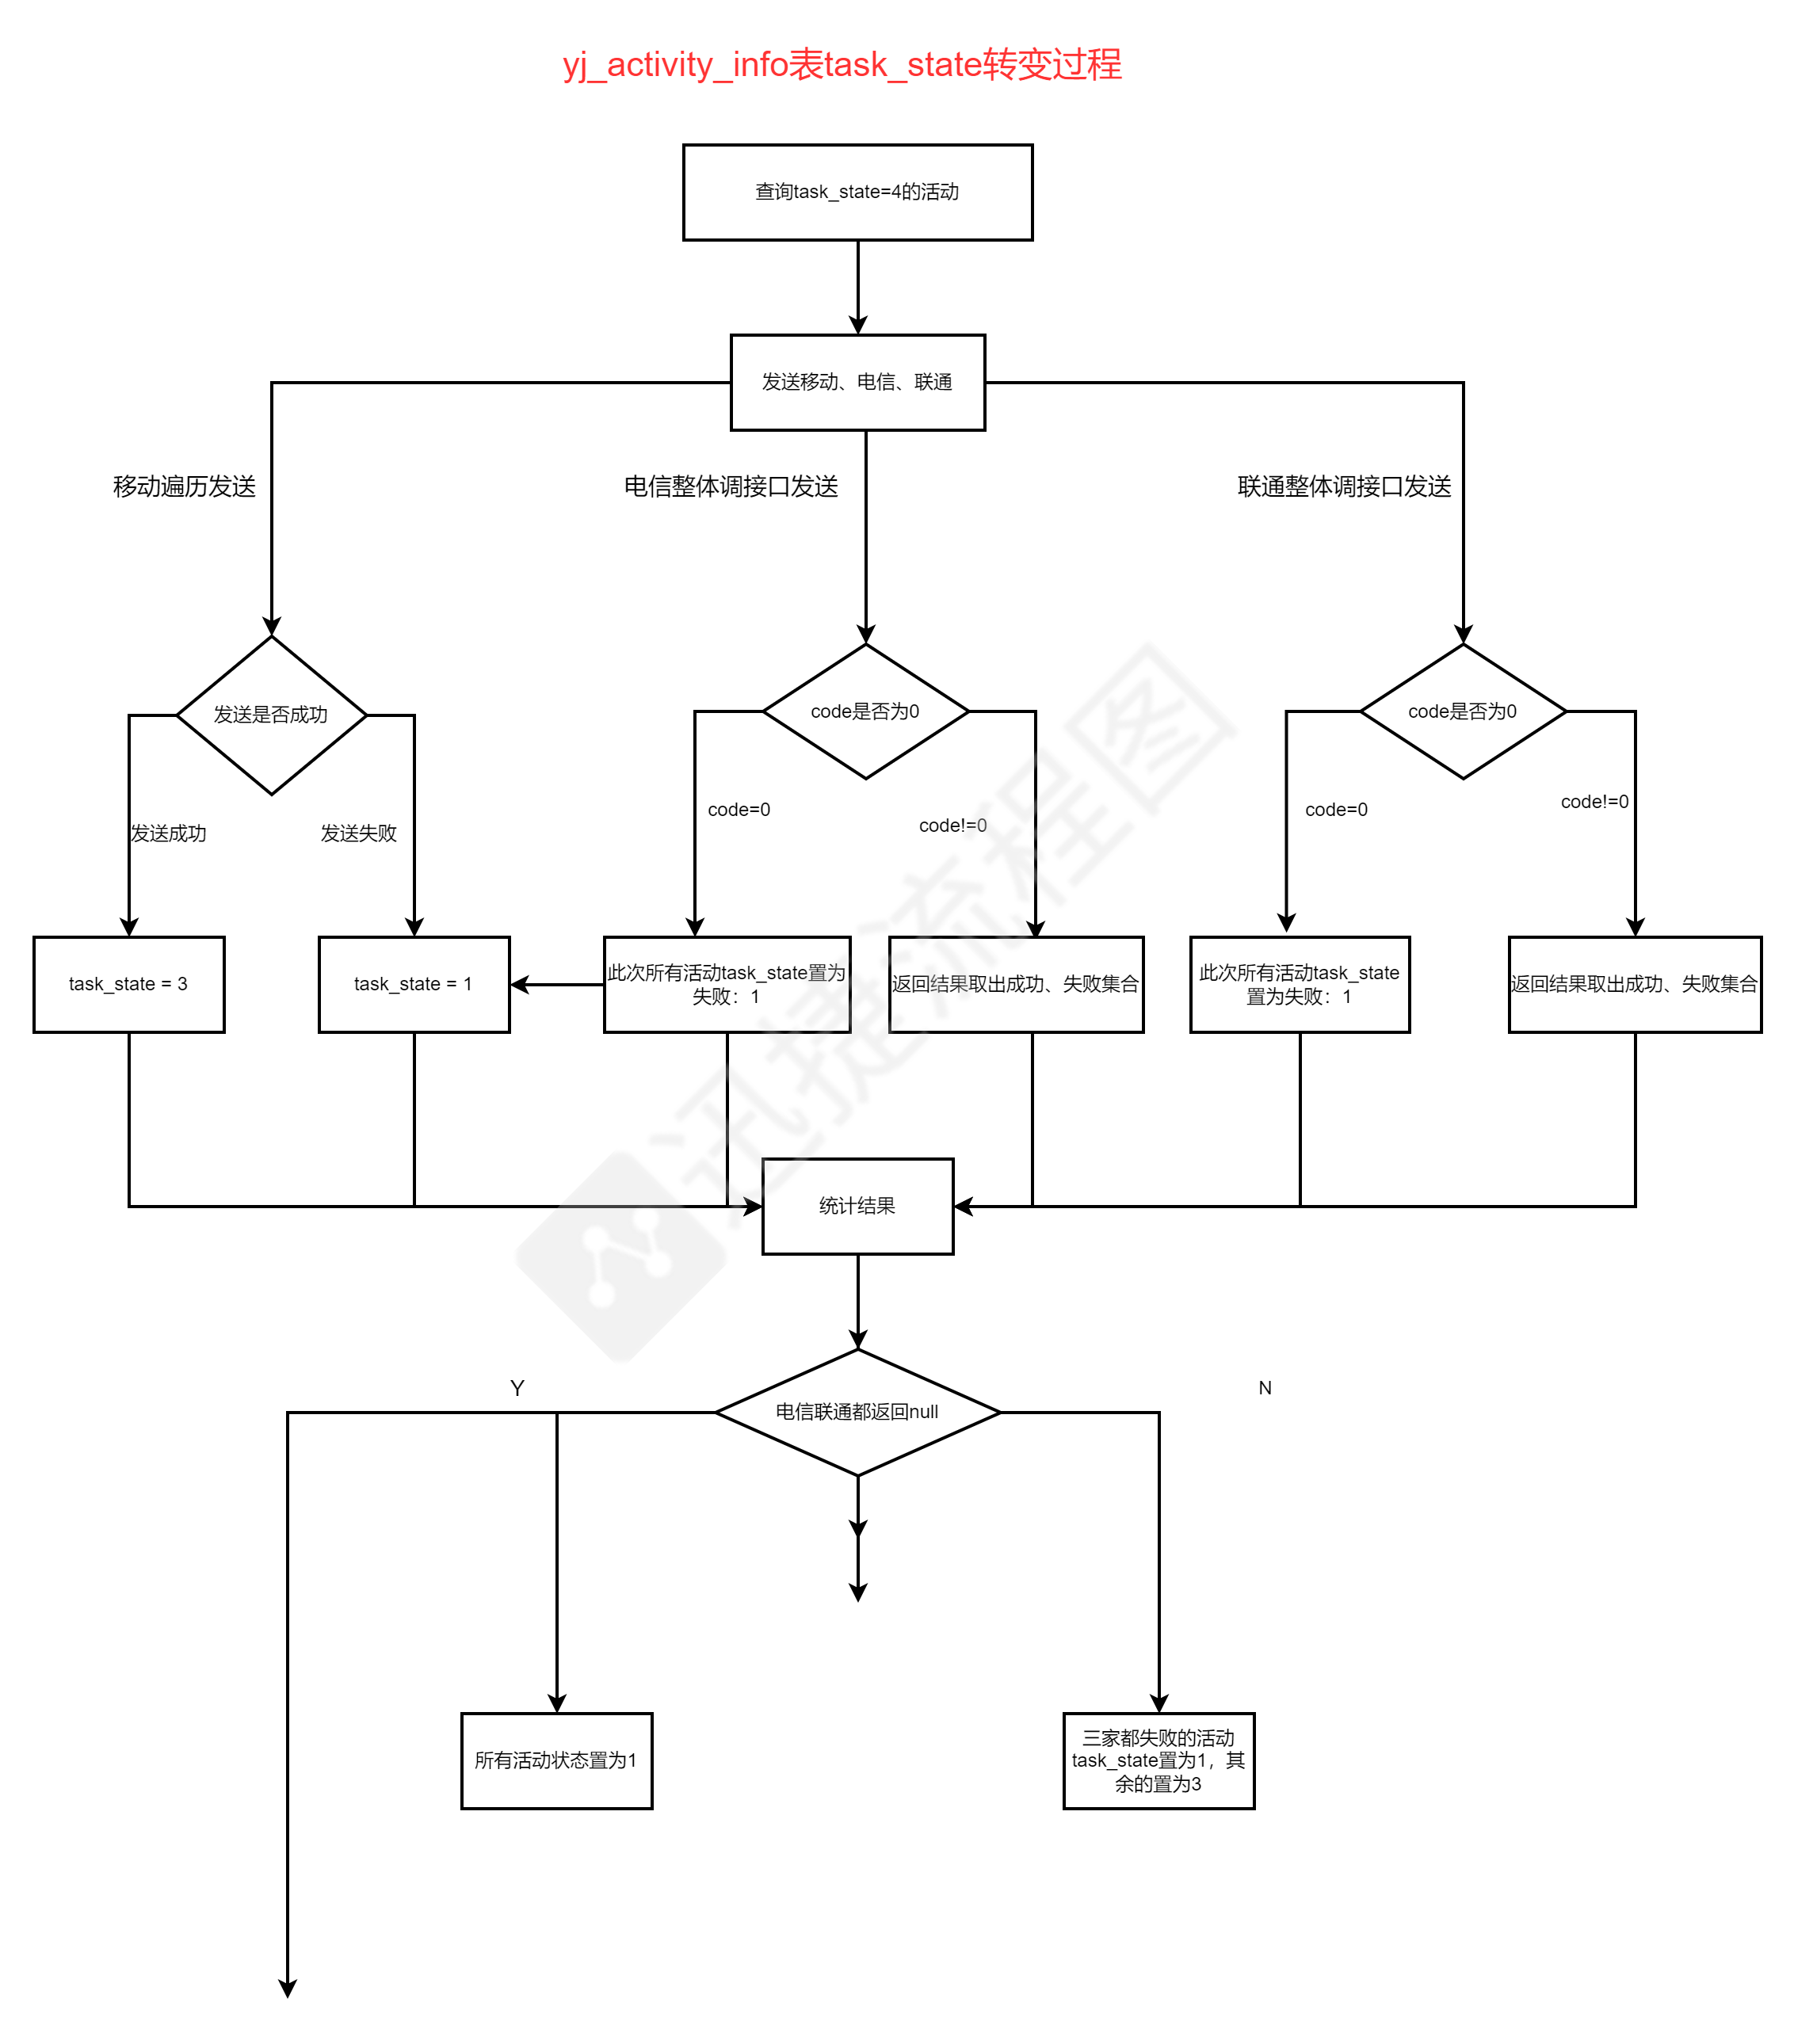 yj_activity_info表task_state转变过程
查询task_state=4的活动
发送移动、电信、联通
移动遍历发送
电信整体调接口发送
联通整体调接口发送
发送是否成功
code是否为0
code是否为0
发送成功
发送失败
code=0
code!=0
code=0
code!=0
task_state = 3
task_state = 1
此次所有活动task_state置为
失败：1
返回结果取出成功、失败集合
此次所有活动task_state
置为失败：1
返回结果取出成功、失败集合
迅捷流程图
统计结果
Y
N
电信联通都返回null
所有活动状态置为1
三家都失败的活动
task_state置为1，其
余的置为3